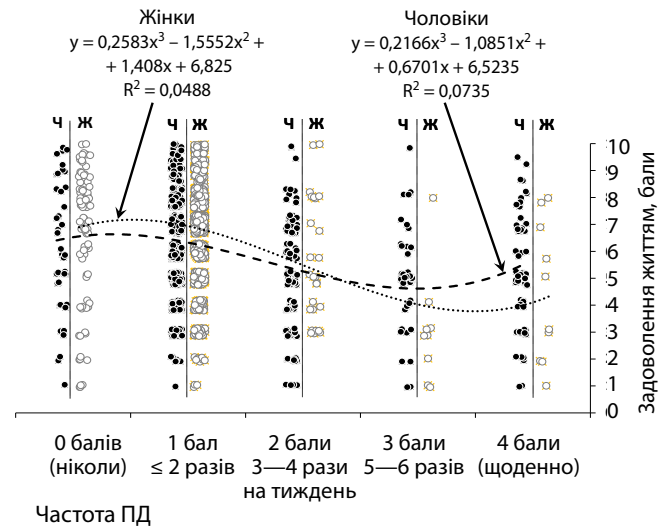 Жінки
y = 0,2583x³ – 1,5552x² +
+ 1,408x + 6,825
R² = 0,0488
Чоловіки
y = 0,2166x³ – 1,0851x² +
+ 0,6701x + 6,5235
R² = 0,0735
Ч Ж Ч Ж Ч Ж Ч Ж Ч Ж
10
9
8
7
6
5
4
3
2
1
0
Задоволення життям, бали
0 балів
(ніколи)
1 бал
≤ 2 разів
2 бали
3—4 рази
на тиждень
3 бали
5—6 разів
4 бали
(щоденно)
Частота ПД